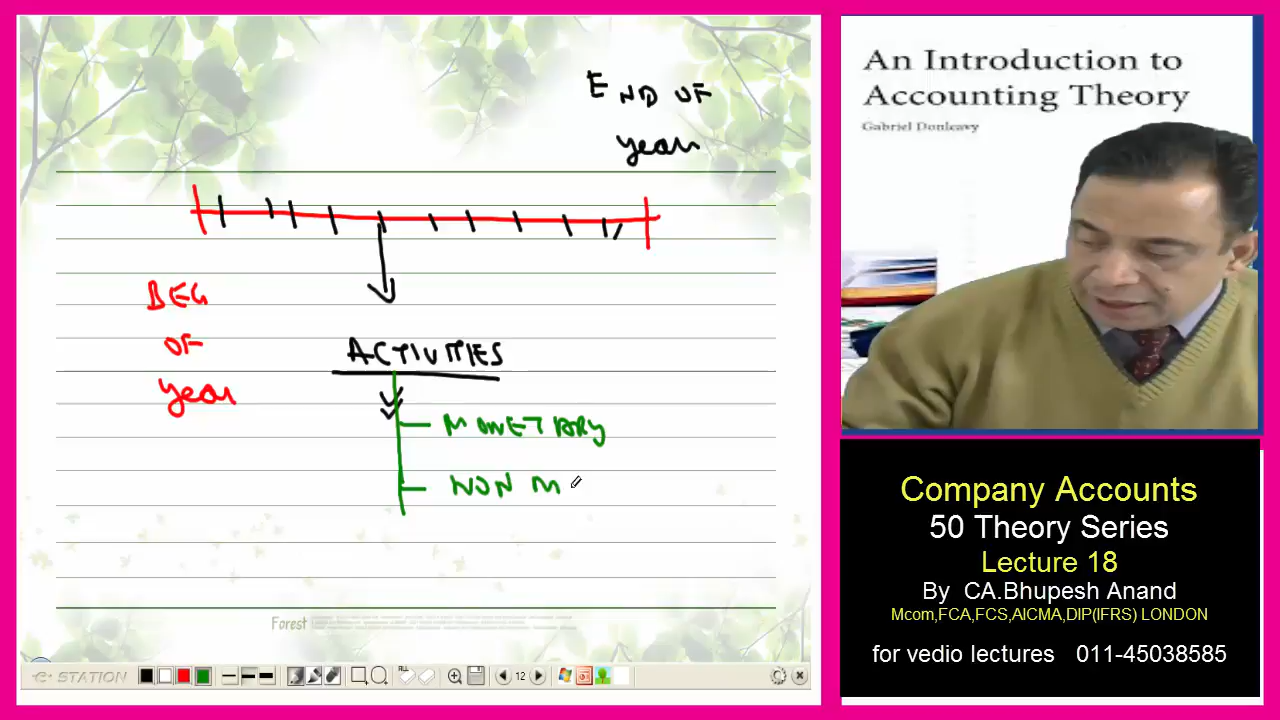 END OF
year
BEG
OF
year
ACTIVITIES
MONETARY
NON M
Forest
e-STATION
12
An Introduction to
Accounting Theory
Gabriel Donleavy
Company Accounts
50 Theory Series
Lecture 18
By CA.Bhupesh Anand
Mcom,FCA,FCS,AICMA,DIP(IFRS) LONDON
for vedio lectures 011-45038585